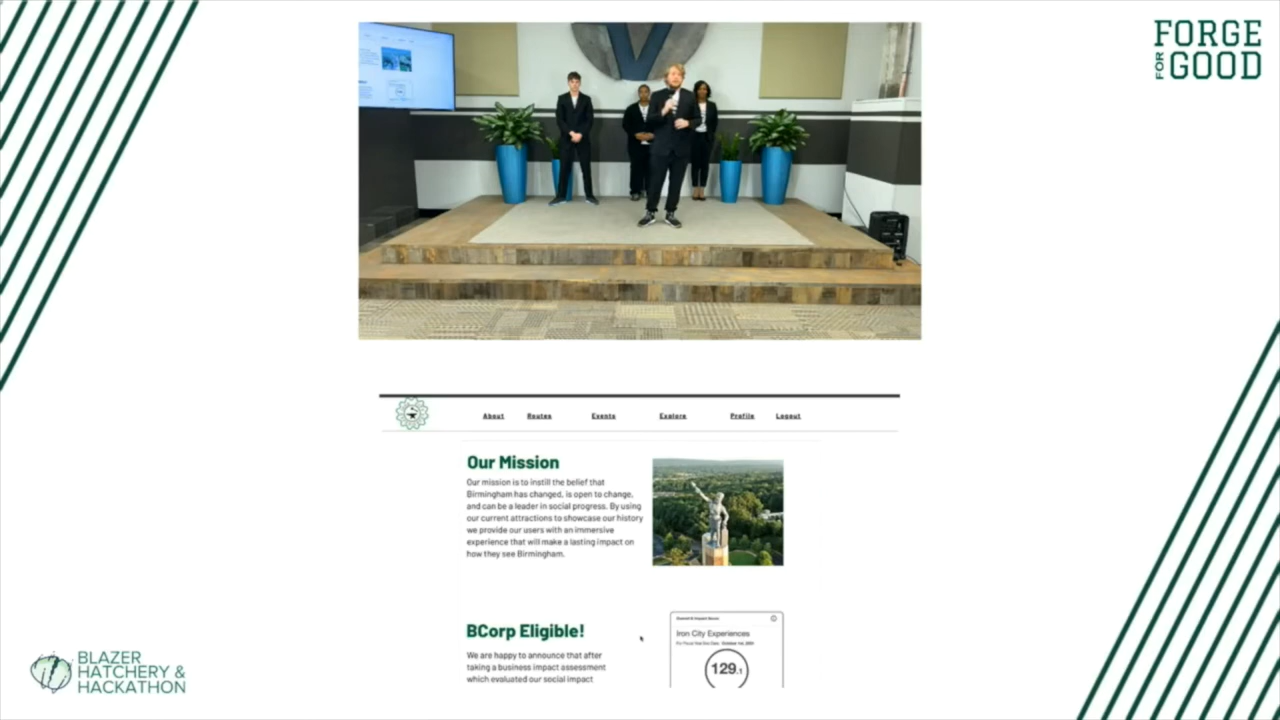 FORGE
FOR
GOOD
About Routes Events Explore Profile Logout
Our Mission
Our mission is to instill the belief that
Birmingham has changed, is open to change,
and can be a leader in social progress. By using
our current attractions to showcase our history
we provide our users with an immersive
experience that will make a lasting impact on
how they see Birmingham.
BCorp Eligible!
We are happy to announce that after
taking a business impact assessment
which evaluated our social impact
Iron City Experiences
129.1
BLAZER
HATCHERY &
HACKATHON